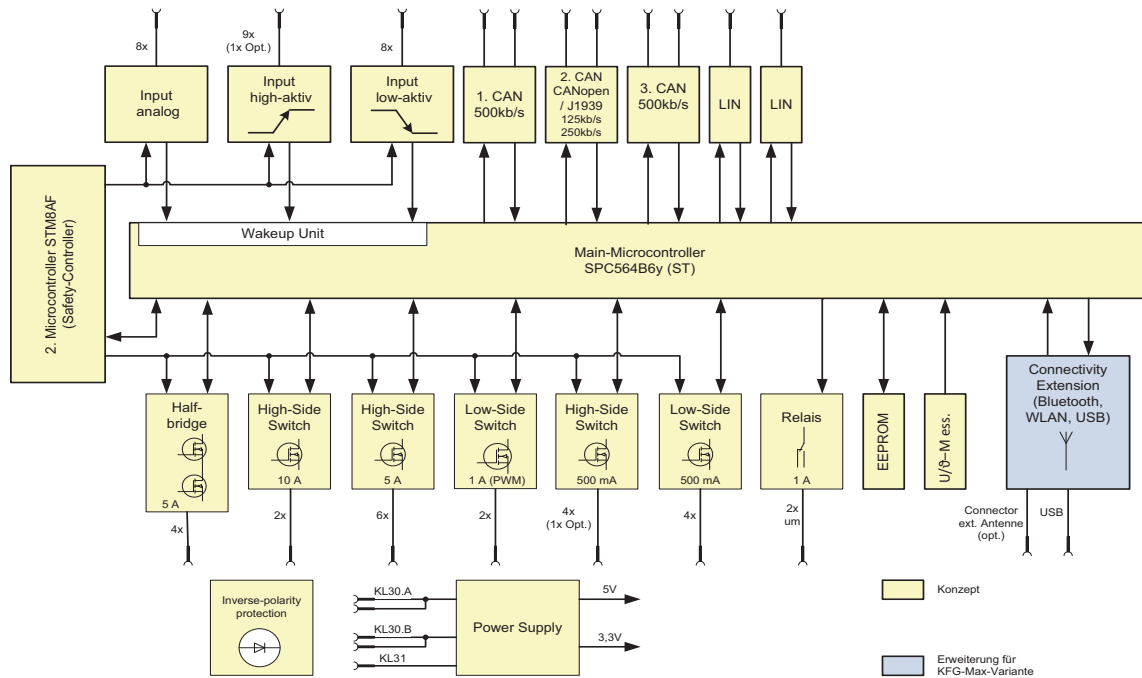 8x
9x
(1x Opt.)
8x
Input
analog
Input
high-aktiv
Input
low-aktiv
1. CAN
500kb/s
2. CAN
CANopen
/ J1939
125kb/s
250kb/s
3. CAN
500kb/s
LIN
LIN
2. Microcontroller STM8AF
(Safety-Controller)
Wakeup Unit
Main-Microcontroller
SPC564B6y (ST)
Half-
bridge
5 A
High-Side
Switch
10 A
High-Side
Switch
5 A
Low-Side
Switch
1 A (PWM)
High-Side
Switch
500 mA
Low-Side
Switch
500 mA
Relais
1 A
EEPROM
U/ϑ–M ess.
Connectivity
Extension
(Bluetooth,
WLAN, USB)
4x
2x
6x
2x
4x
(1x Opt.)
4x
2x
um
Connector
ext. Antenne
(opt.)
USB
Inverse-polarity
protection
KL30.A
KL30.B
KL31
Power Supply
5V
3,3V
Konzept
Erweiterung für
KFG-Max-Variante